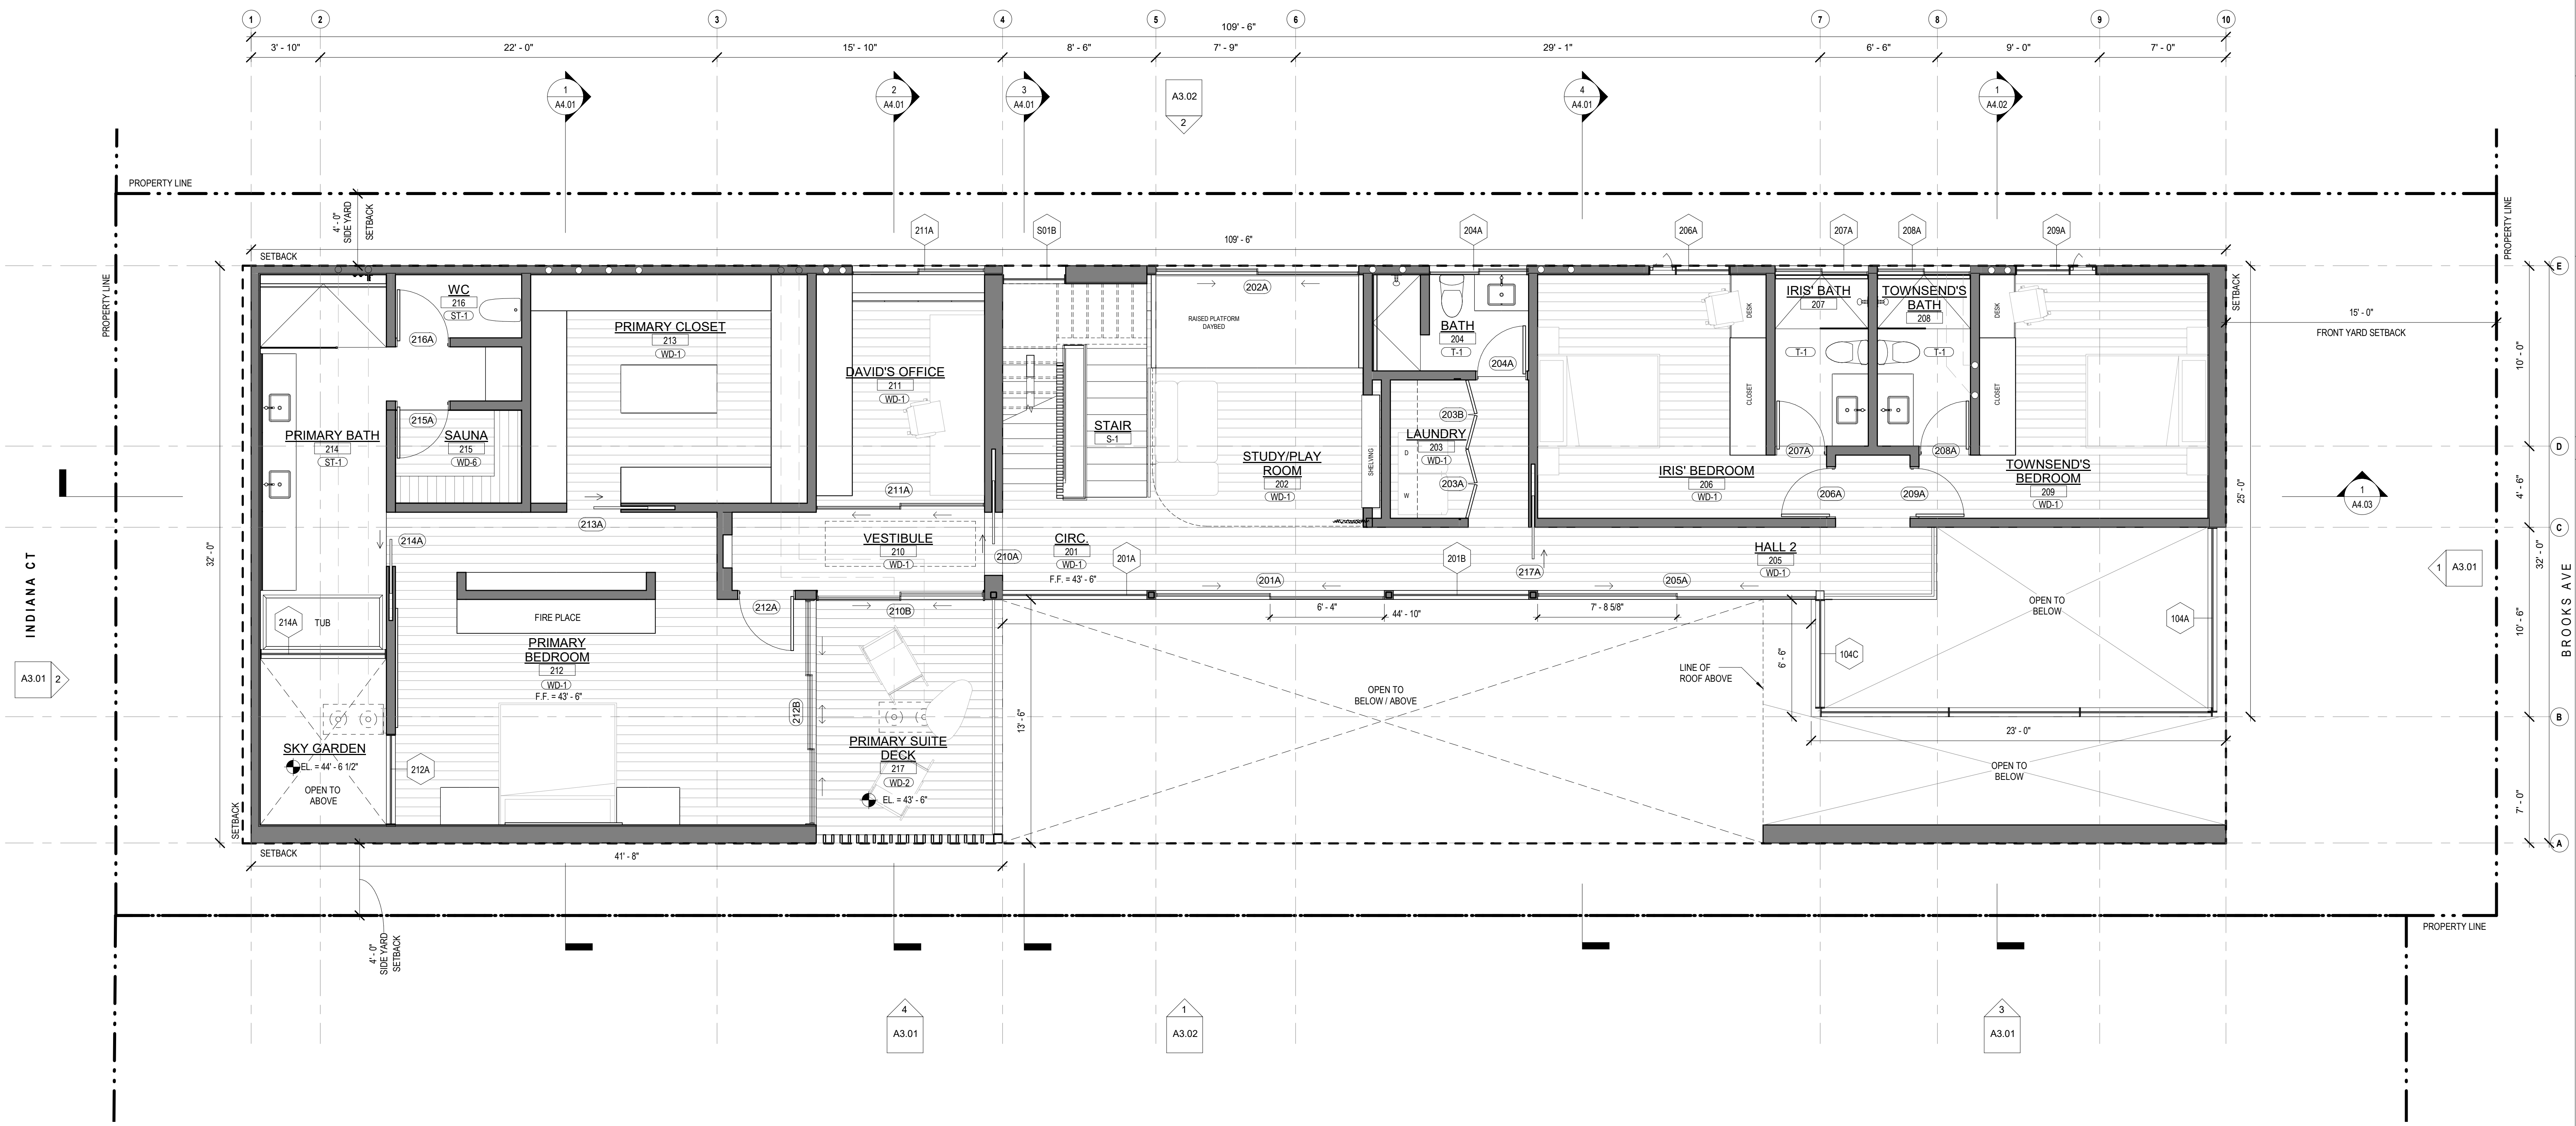 1
2
3
4
5
6
7
8
9
10
109' - 6"
3' - 10"
22' - 0"
15' - 10"
8' - 6"
7' - 9"
29' - 1"
6' - 6"
9' - 0"
7' - 0"
1
A4.01
2
A4.01
3
A4.01
A3.02
2
4
A4.01
1
A4.02
PROPERTY LINE
PROPERTY LINE
PROPERTY LINE
4' - 0"
SIDE YARD
SETBACK
SETBACK
109' - 6"
211A
S01B
204A
206A
207A
208A
209A
E
SETBACK
15' - 0"
FRONT YARD SETBACK
WC
216
ST-1
216A
PRIMARY CLOSET
213
WD-1
DAVID'S OFFICE
211
WD-1
202A
RAISED PLATFORM
DAYBED
BATH
204
T-1
204A
DESK
IRIS' BATH
207
T-1
TOWNSEND'S
BATH
208
T-1
DESK
CLOSET
CLOSET
10' - 0"
215A
SAUNA
215
WD-6
PRIMARY BATH
214
ST-1
STAIR
S-1
STUDY/PLAY
ROOM
202
WD-1
SHELVING
203B
LAUNDRY
203
WD-1
D
W
203A
207A
208A
D
IRIS' BEDROOM
206
WD-1
206A
209A
TOWNSEND'S
BEDROOM
209
WD-1
1
A4.03
4' - 6"
25' - 0"
211A
213A
214A
C
32' - 0"
32' - 0"
VESTIBULE
210
WD-1
210A
CIRC.
201
WD-1
F.F. = 43' - 6"
201A
201B
217A
HALL 2
205
WD-1
201A
205A
INDIANA CT
BROOKS AVE
1
A3.01
212A
210B
6' - 4"
44' - 10"
7' - 8 5/8"
OPEN TO
BELOW
104A
10' - 6"
FIRE PLACE
214A
TUB
PRIMARY
BEDROOM
212
WD-1
F.F. = 43' - 6"
6' - 6"
104C
LINE OF
ROOF ABOVE
A3.01
2
OPEN TO
BELOW / ABOVE
212B
13' - 6"
B
23' - 0"
SKY GARDEN
EL. = 44' - 6 1/2"
OPEN TO
ABOVE
212A
PRIMARY SUITE
DECK
217
WD-2
EL. = 43' - 6"
OPEN TO
BELOW
7' - 0"
SETBACK
SETBACK
41' - 8"
A
PROPERTY LINE
4' - 0"
SIDE YARD
SETBACK
4
A3.01
1
A3.02
3
A3.01